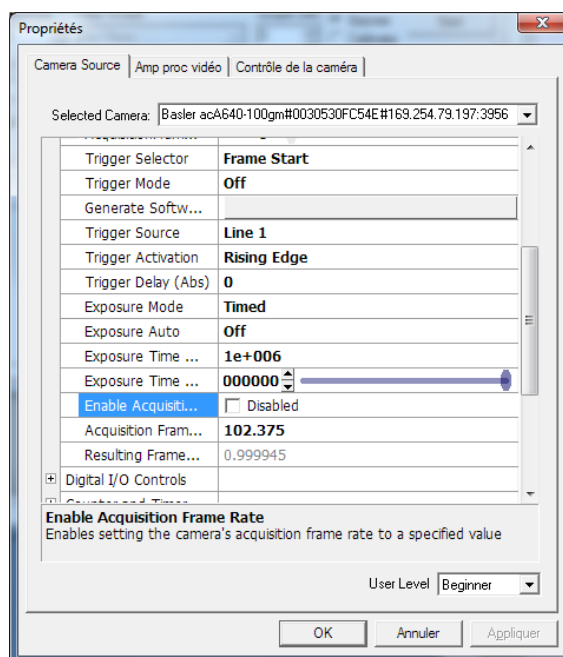 Propriétés
Camera Source Amp proc vidéo Contrôle de la caméra
Selected Camera: Basler acA640-100gm#0030530FC54E#169.254.79.197:3956
Trigger Selector Frame Start
Trigger Mode Off
Generate Softw...
Trigger Source Line 1
Trigger Activation Rising Edge
Trigger Delay (Abs) 0
Exposure Mode Timed
Exposure Auto Off
Exposure Time ... 1e+006
Exposure Time ... 000000
Enable Acquisiti... Disabled
Acquisition Fram... 102.375
Resulting Frame... 0.999945
Digital I/O Controls
Enable Acquisition Frame Rate
Enables setting the camera's acquisition frame rate to a specified value
User Level Beginner
OK Annuler Appliquer